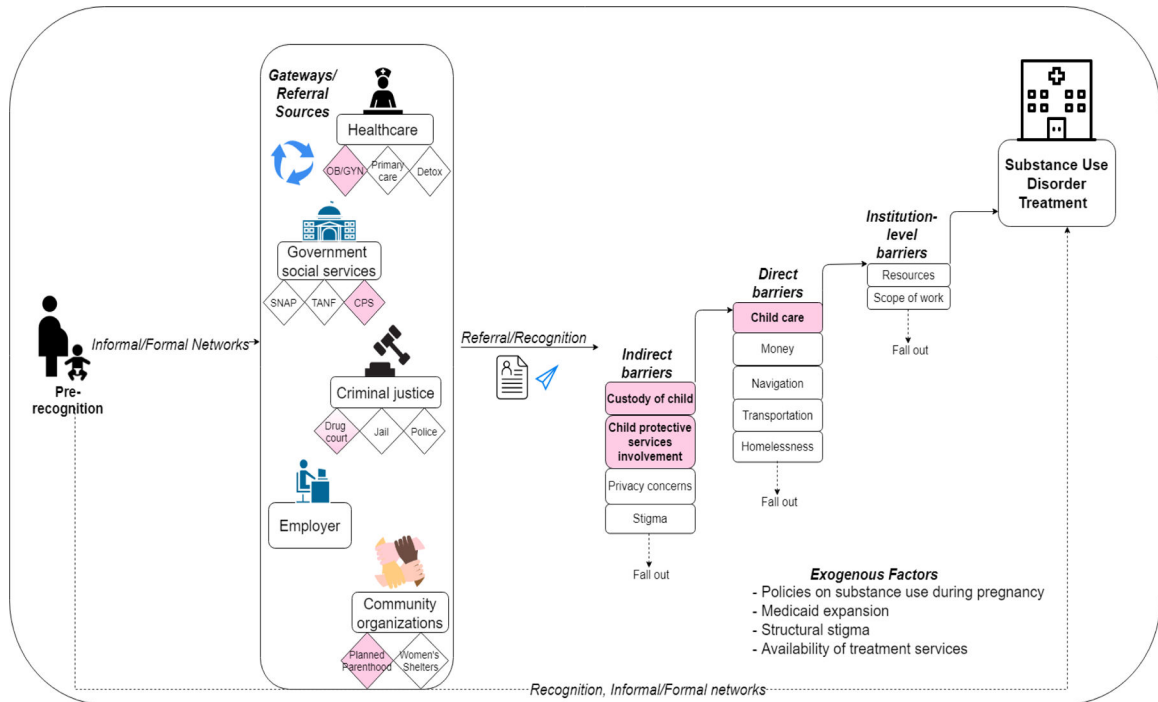 Gateways/
Referral
Sources
Healthcare
OB/GYN
Primary
care
Detox
Government
social services
SNAP
TANF
CPS
Criminal justice
Drug
court
Jail
Police
Employer
Community
organizations
Planned
Parenthood
Women's
Shelters
Pre-
recognition
Informal/Formal Networks
Referral/Recognition
Indirect
barriers
Custody of child
Child protective
services
involvement
Privacy concerns
Stigma
Fall out
Direct
barriers
Child care
Money
Navigation
Transportation
Homelessness
Fall out
Institution-
level
barriers
Resources
Scope of work
Fall out
Substance Use
Disorder
Treatment
Exogenous Factors
- Policies on substance use during pregnancy
- Medicaid expansion
- Structural stigma
- Availability of treatment services
Recognition, Informal/Formal networks